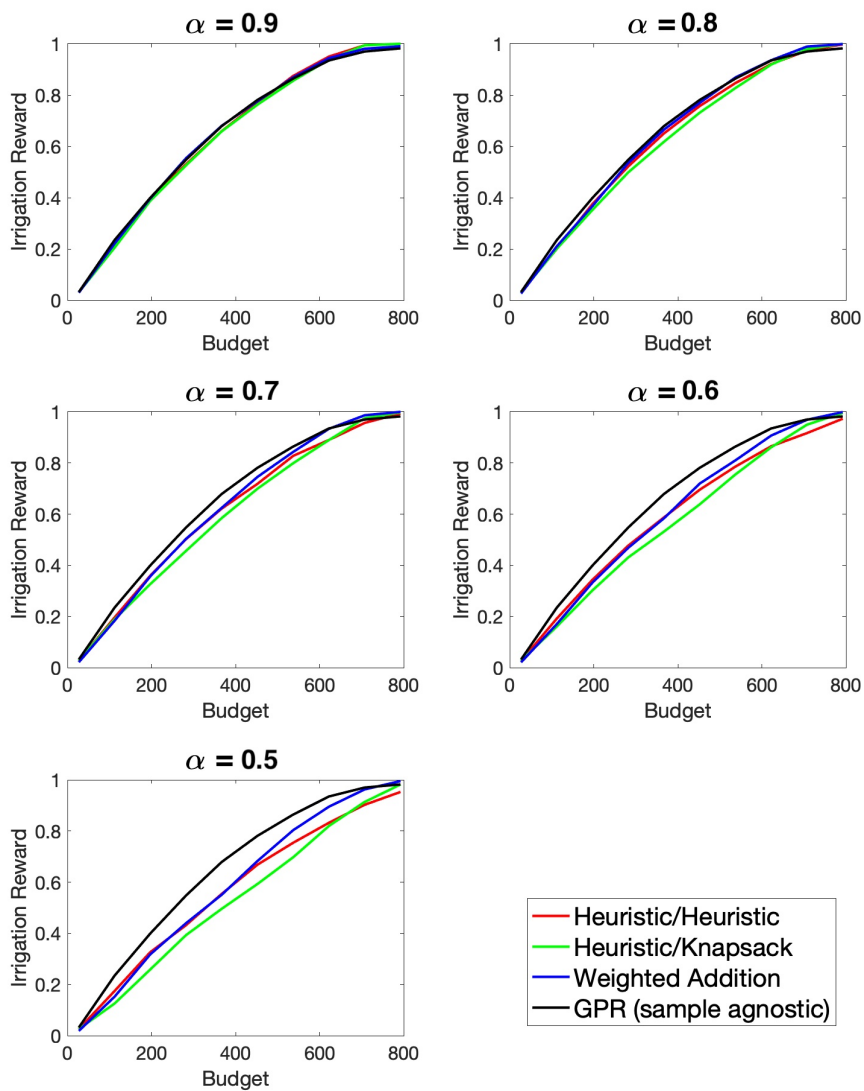 α = 0.9
1
0.8
0.6
0.4
0.2
0
Irrigation Reward
0 200 400 600 800
Budget
α = 0.8
1
0.8
0.6
0.4
0.2
0
Irrigation Reward
0 200 400 600 800
Budget
α = 0.7
1
0.8
0.6
0.4
0.2
0
Irrigation Reward
0 200 400 600 800
Budget
α = 0.6
1
0.8
0.6
0.4
0.2
0
Irrigation Reward
0 200 400 600 800
Budget
α = 0.5
1
0.8
0.6
0.4
0.2
0
Irrigation Reward
0 200 400 600 800
Budget
Heuristic/Heuristic
Heuristic/Knapsack
Weighted Addition
GPR (sample agnostic)